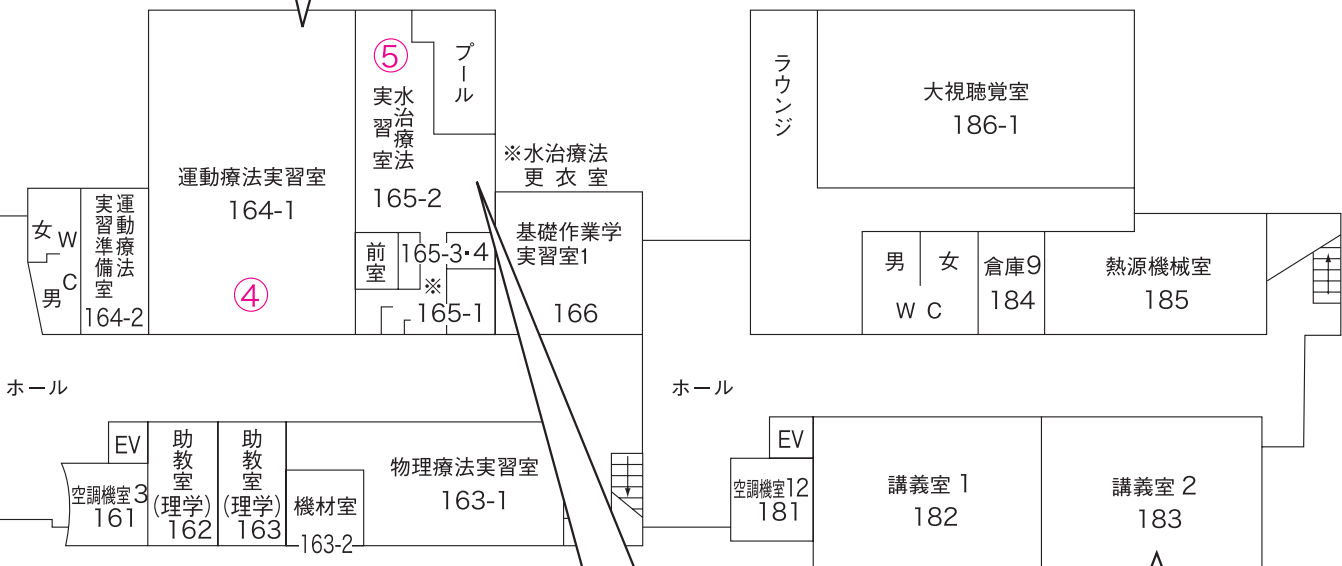 ⑤
プール
水治療法
実習室
165-2
運動療法実習室
164-1
④
女
男
WC
運動療法
実習準備室
164-2
※水治療法
更衣室
前室
165-3・4
※
165-1
基礎作業学
実習室1
166
ラウンジ
大視聴覚室
186-1
男
女
WC
倉庫9
184
熱源機械室
185
ホール
ホール
EV
空調機室3
161
助教室
(理学)
162
助教室
(理学)
163
機材室
163-2
物理療法実習室
163-1
EV
空調機室12
181
講義室1
182
講義室2
183